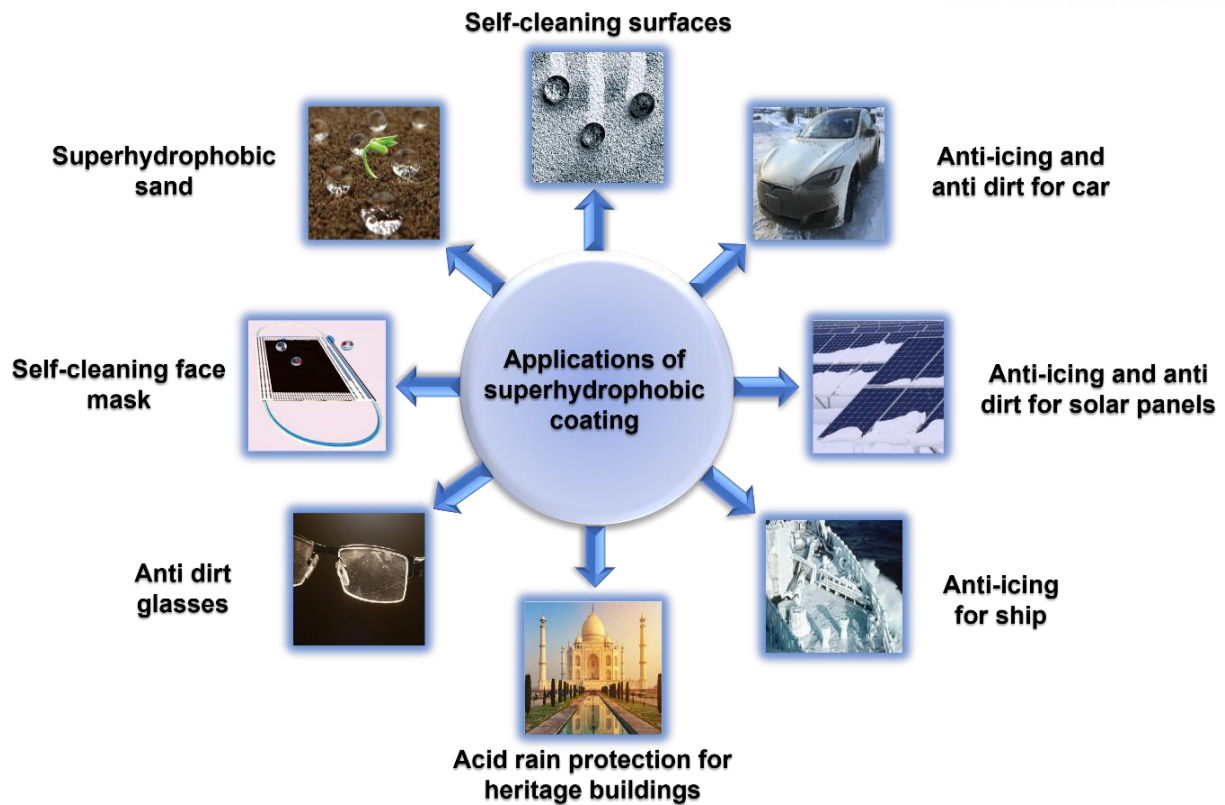 Self-cleaning surfaces
Superhydrophobic
sand
Anti-icing and
anti dirt for car
Self-cleaning face
mask
Applications of
superhydrophobic
coating
Anti-icing and anti
dirt for solar panels
Anti dirt
glasses
Anti-icing
for ship
Acid rain protection for
heritage buildings